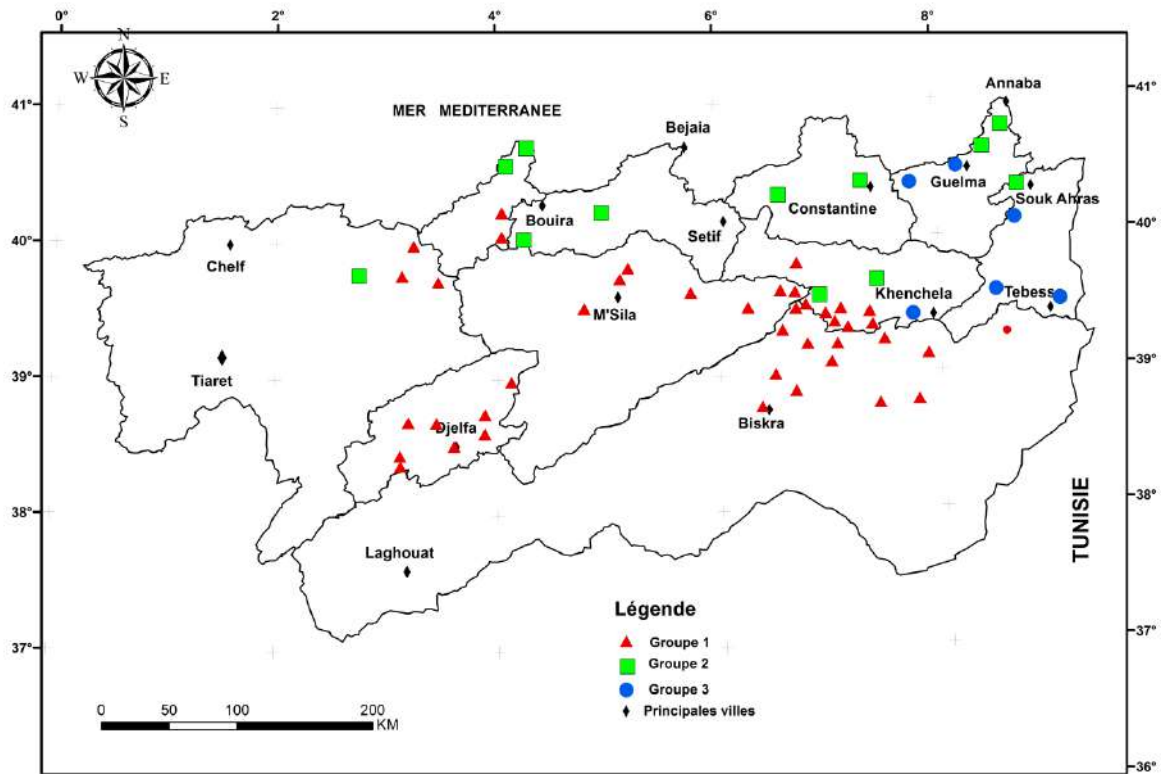 0° 2° 4° 6° 8°
N
W E
S
41° 41°
Annaba
MER MEDITERRANEE
Bejaia
Guelma
Souk Ahras
Constantine
Bouira
Setif
40° 40°
Chelf
Khenchela
Tebess
M'Sila
39° 39°
Tiaret
Biskra
Djelfa
38° 38°
TUNISIE
Laghouat
Légende
37° 37°
Groupe 1
Groupe 2
Groupe 3
Principales villes
0 50 100 200
KM
36°